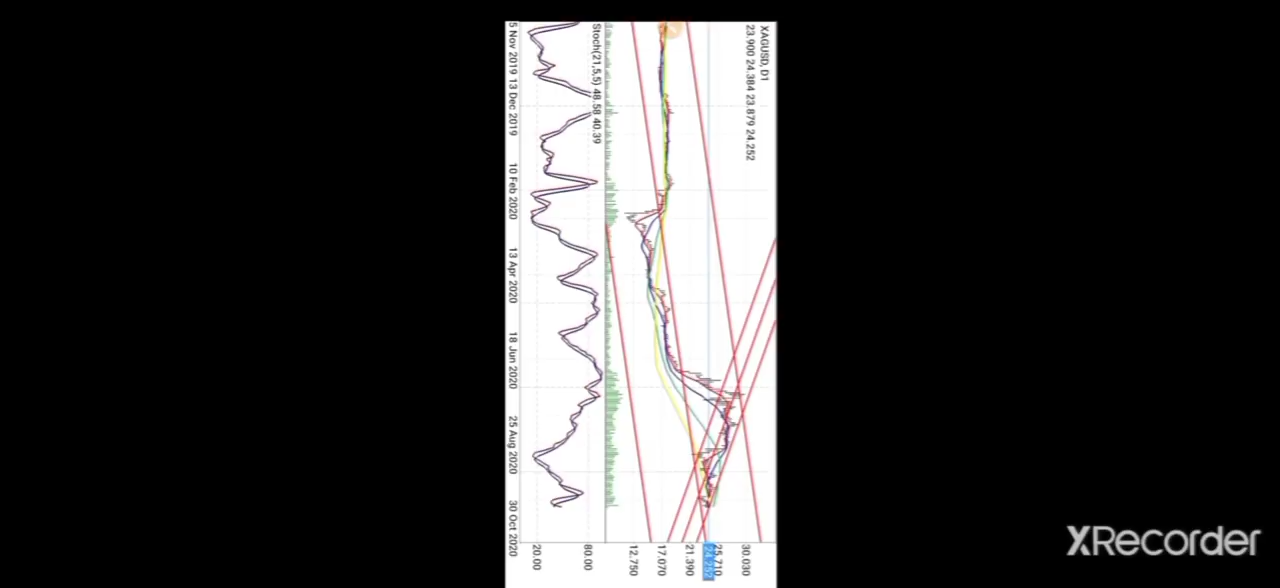 XAGUSD, D1
23.900 24.384 23.879 24.252
30.030
25.710
24.252
21.390
17.070
12.750
Stoch(21,5,5) 48.58 40.39
80.00
20.00
5 Nov 2019 13 Dec 2019 10 Feb 2020 13 Apr 2020 18 Jun 2020 25 Aug 2020 30 Oct 2020
XRecorder